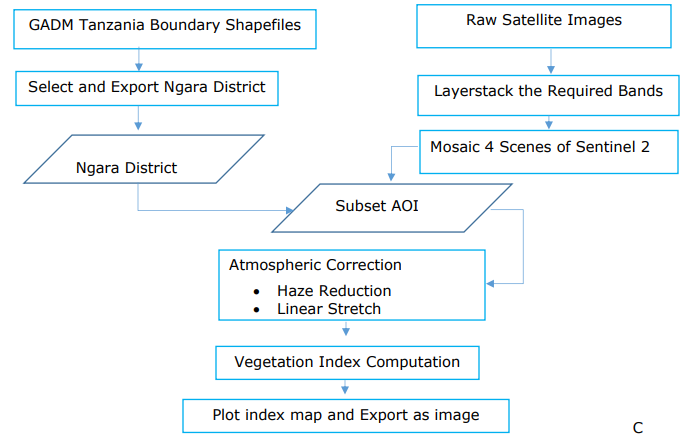 GADM Tanzania Boundary Shapefiles
Raw Satellite Images
Select and Export Ngara District
Layerstack the Required Bands
Ngara District
Mosaic 4 Scenes of Sentinel 2
Subset AOI
Atmospheric Correction
• Haze Reduction
• Linear Stretch
Vegetation Index Computation
Plot index map and Export as image
C